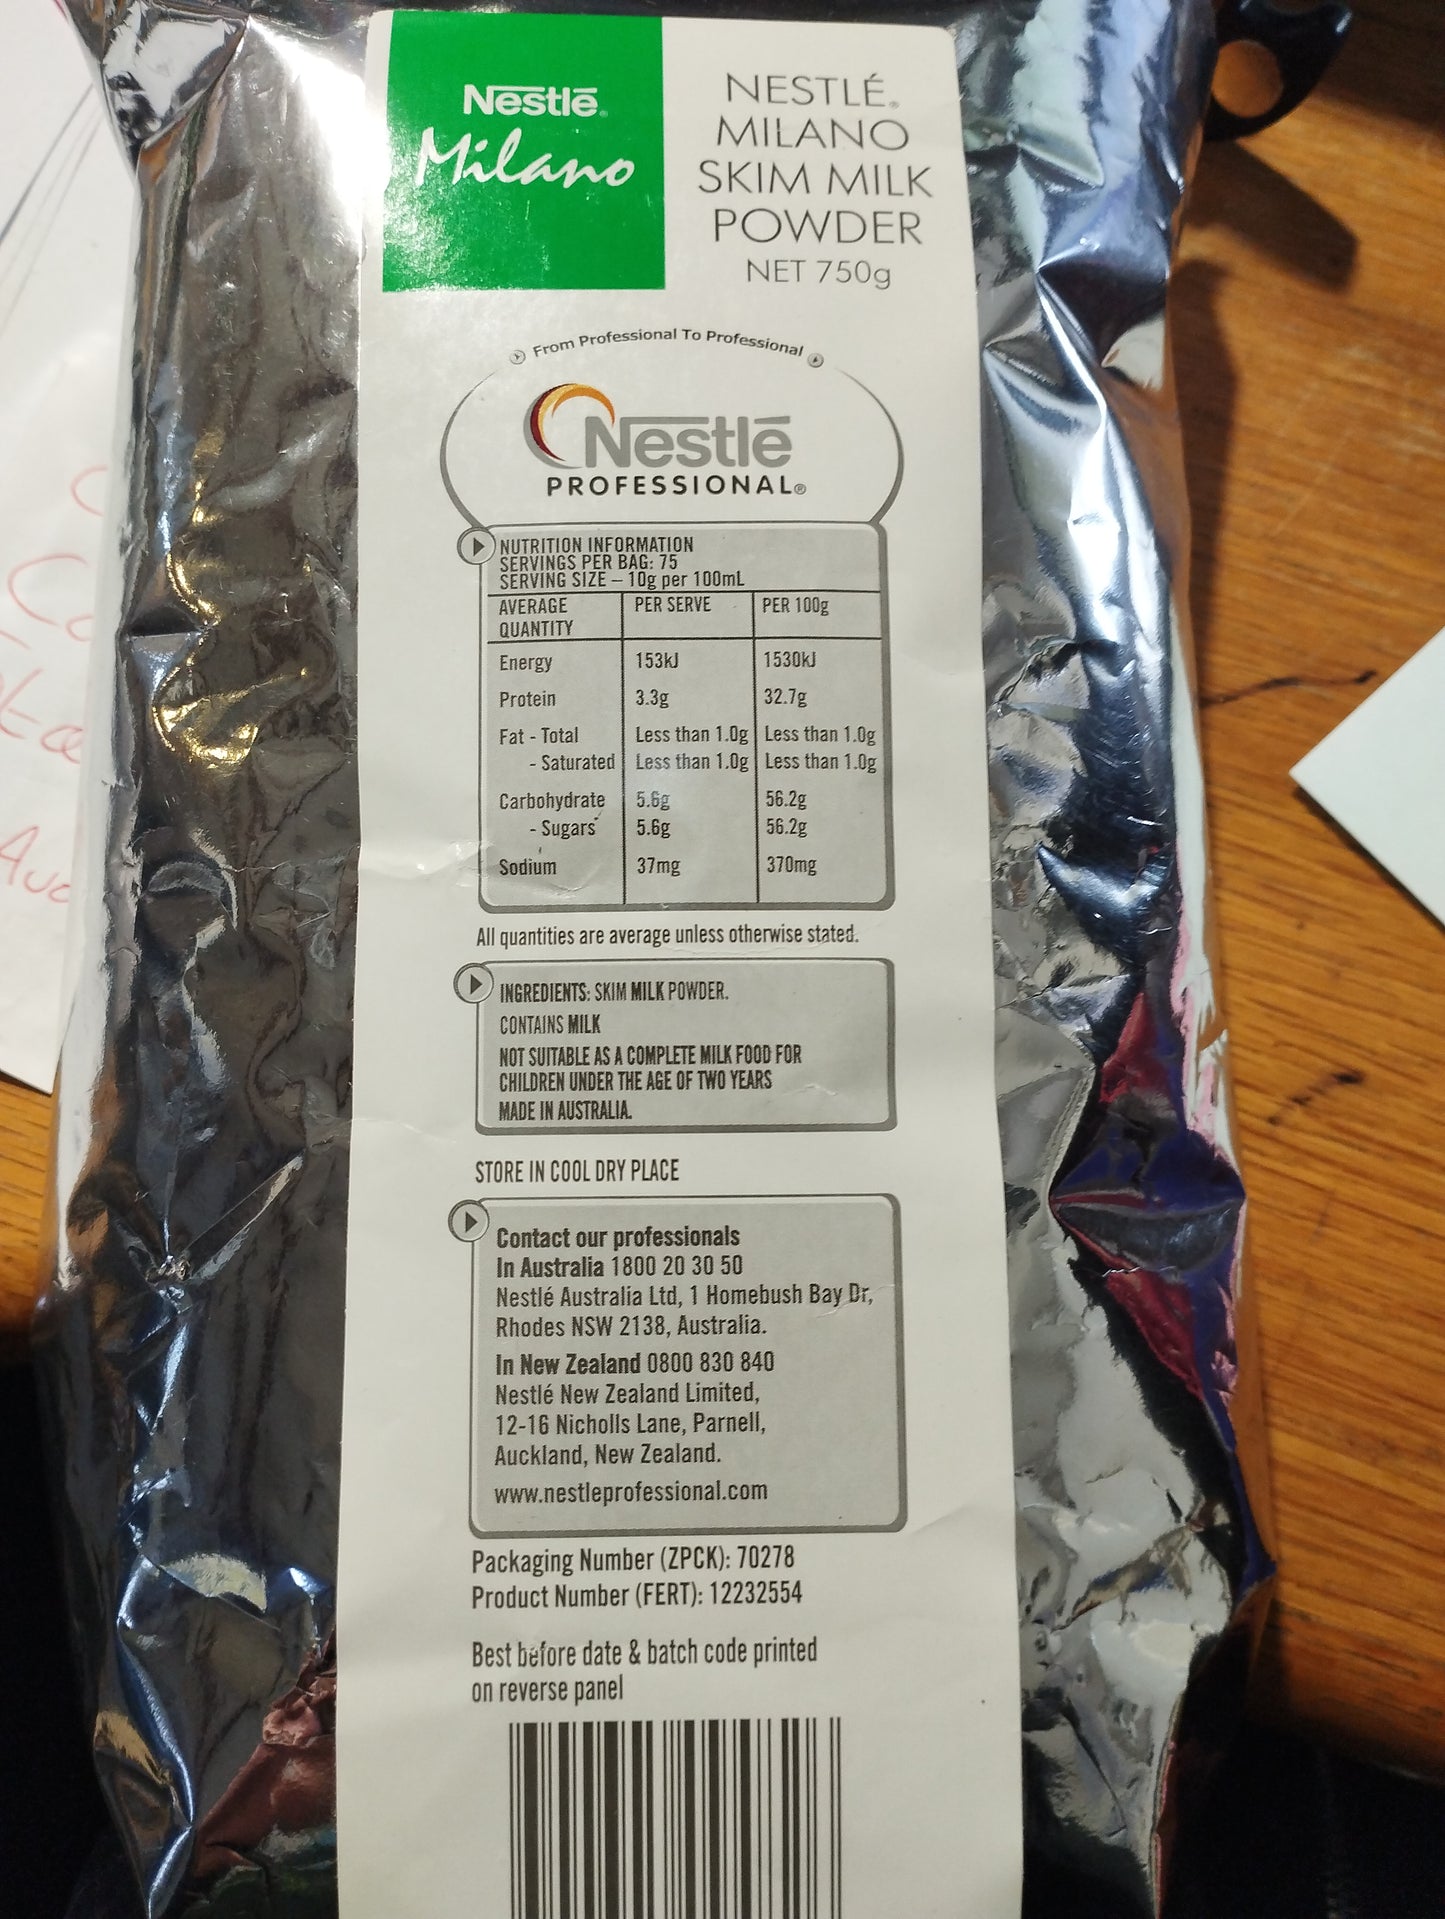 Nestlé®
Milano
NESTLÉ®
MILANO
SKIM MILK
POWDER
NET 750g
From Professional To Professional
Nestlé
PROFESSIONAL®
NUTRITION INFORMATION
SERVINGS PER BAG: 75
SERVING SIZE – 10g per 100mL
AVERAGE QUANTITY PER SERVE PER 100g
Energy 153kJ 1530kJ
Protein 3.3g 32.7g
Fat - Total Less than 1.0g Less than 1.0g
- Saturated Less than 1.0g Less than 1.0g
Carbohydrate 5.6g 56.2g
- Sugars 5.6g 56.2g
Sodium 37mg 370mg
All quantities are average unless otherwise stated.
INGREDIENTS: SKIM MILK POWDER.
CONTAINS MILK
NOT SUITABLE AS A COMPLETE MILK FOOD FOR
CHILDREN UNDER THE AGE OF TWO YEARS
MADE IN AUSTRALIA.
STORE IN COOL DRY PLACE
Contact our professionals
In Australia 1800 20 30 50
Nestlé Australia Ltd, 1 Homebush Bay Dr,
Rhodes NSW 2138, Australia.
In New Zealand 0800 830 840
Nestlé New Zealand Limited,
12-16 Nicholls Lane, Parnell,
Auckland, New Zealand.
www.nestleprofessional.com
Packaging Number (ZPCK): 70278
Product Number (FERT): 12232554
Best before date & batch code printed
on reverse panel